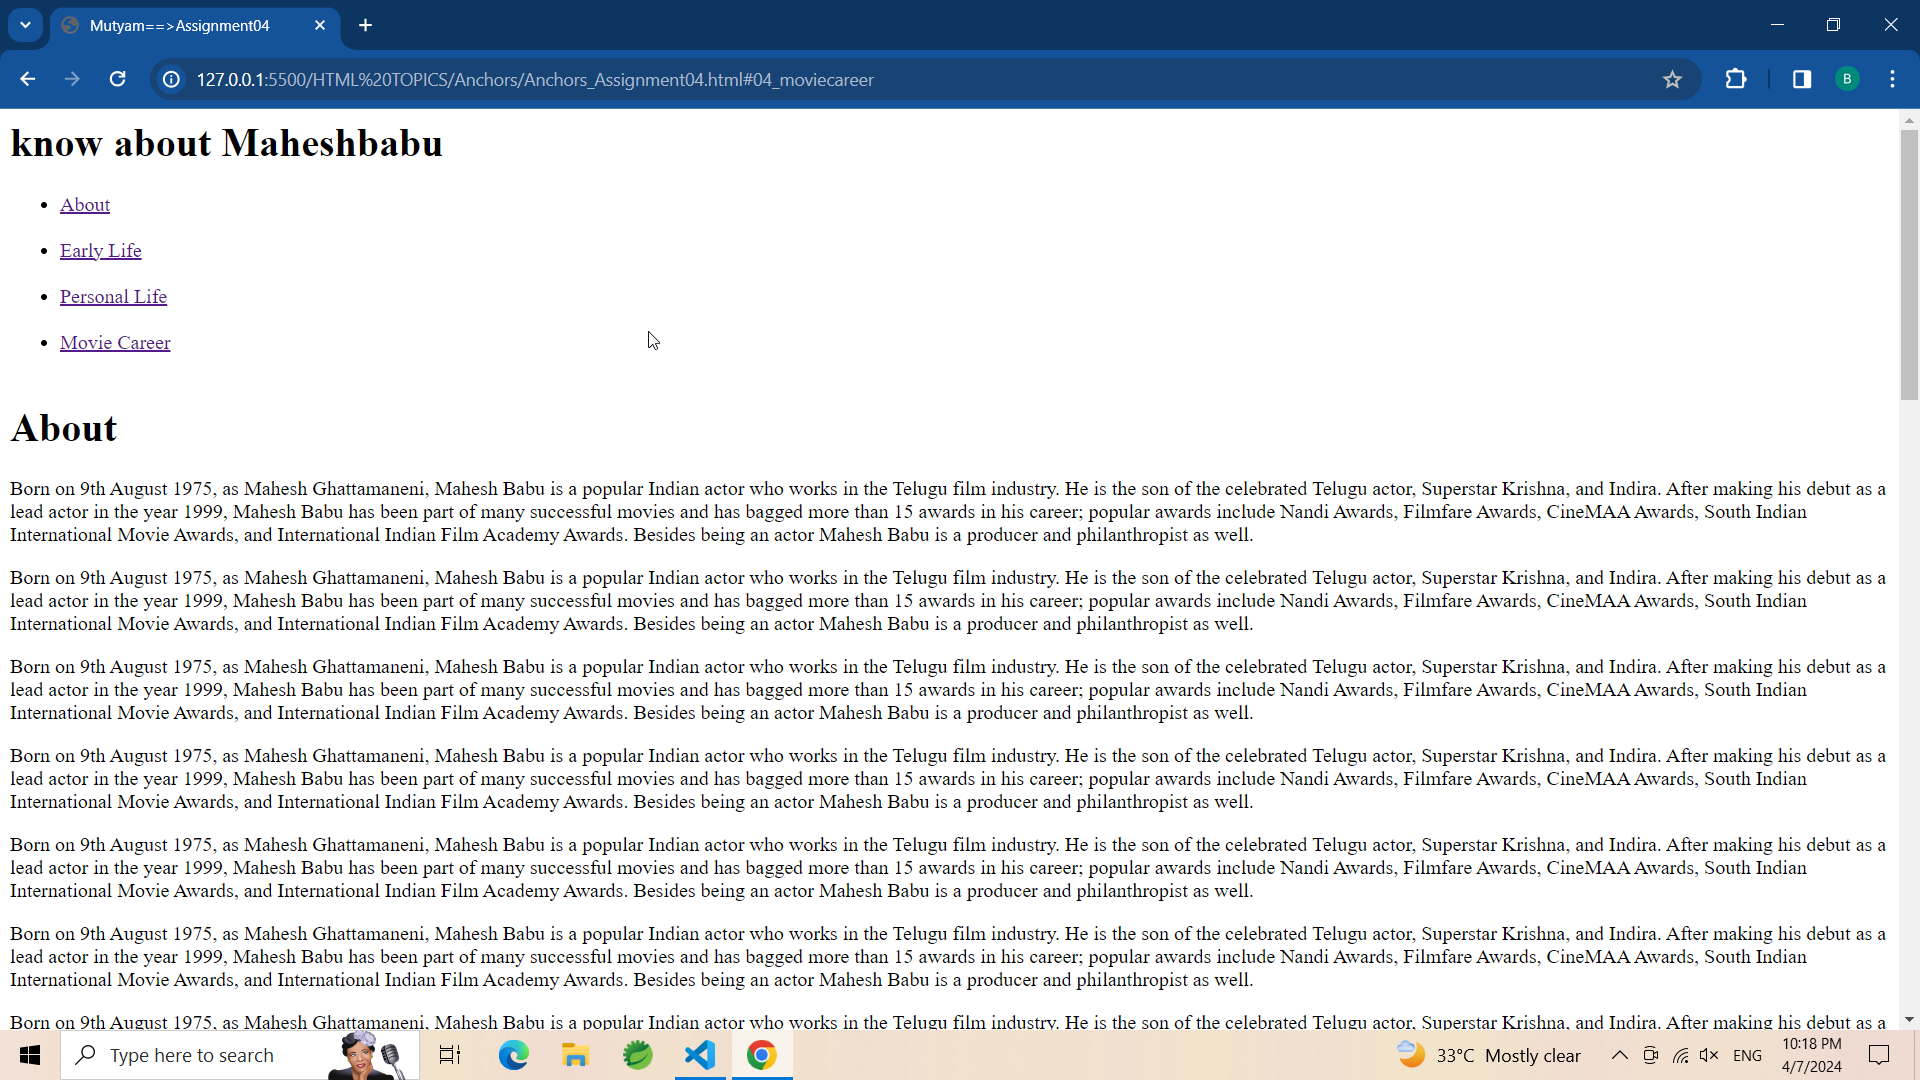 Mutyam==>Assignment04
127.0.0.1:5500/HTML%20TOPICS/Anchors/Anchors_Assignment04.html#04_moviecareer
B
know about Maheshbabu
About
Early Life
Personal Life
Movie Career
About
Born on 9th August 1975, as Mahesh Ghattamaneni, Mahesh Babu is a popular Indian actor who works in the Telugu film industry. He is the son of the celebrated Telugu actor, Superstar Krishna, and Indira. After making his debut as a
lead actor in the year 1999, Mahesh Babu has been part of many successful movies and has bagged more than 15 awards in his career; popular awards include Nandi Awards, Filmfare Awards, CineMAA Awards, South Indian
International Movie Awards, and International Indian Film Academy Awards. Besides being an actor Mahesh Babu is a producer and philanthropist as well.
Born on 9th August 1975, as Mahesh Ghattamaneni, Mahesh Babu is a popular Indian actor who works in the Telugu film industry. He is the son of the celebrated Telugu actor, Superstar Krishna, and Indira. After making his debut as a
lead actor in the year 1999, Mahesh Babu has been part of many successful movies and has bagged more than 15 awards in his career; popular awards include Nandi Awards, Filmfare Awards, CineMAA Awards, South Indian
International Movie Awards, and International Indian Film Academy Awards. Besides being an actor Mahesh Babu is a producer and philanthropist as well.
Born on 9th August 1975, as Mahesh Ghattamaneni, Mahesh Babu is a popular Indian actor who works in the Telugu film industry. He is the son of the celebrated Telugu actor, Superstar Krishna, and Indira. After making his debut as a
lead actor in the year 1999, Mahesh Babu has been part of many successful movies and has bagged more than 15 awards in his career; popular awards include Nandi Awards, Filmfare Awards, CineMAA Awards, South Indian
International Movie Awards, and International Indian Film Academy Awards. Besides being an actor Mahesh Babu is a producer and philanthropist as well.
Born on 9th August 1975, as Mahesh Ghattamaneni, Mahesh Babu is a popular Indian actor who works in the Telugu film industry. He is the son of the celebrated Telugu actor, Superstar Krishna, and Indira. After making his debut as a
lead actor in the year 1999, Mahesh Babu has been part of many successful movies and has bagged more than 15 awards in his career; popular awards include Nandi Awards, Filmfare Awards, CineMAA Awards, South Indian
International Movie Awards, and International Indian Film Academy Awards. Besides being an actor Mahesh Babu is a producer and philanthropist as well.
Born on 9th August 1975, as Mahesh Ghattamaneni, Mahesh Babu is a popular Indian actor who works in the Telugu film industry. He is the son of the celebrated Telugu actor, Superstar Krishna, and Indira. After making his debut as a
lead actor in the year 1999, Mahesh Babu has been part of many successful movies and has bagged more than 15 awards in his career; popular awards include Nandi Awards, Filmfare Awards, CineMAA Awards, South Indian
International Movie Awards, and International Indian Film Academy Awards. Besides being an actor Mahesh Babu is a producer and philanthropist as well.
Born on 9th August 1975, as Mahesh Ghattamaneni, Mahesh Babu is a popular Indian actor who works in the Telugu film industry. He is the son of the celebrated Telugu actor, Superstar Krishna, and Indira. After making his debut as a
lead actor in the year 1999, Mahesh Babu has been part of many successful movies and has bagged more than 15 awards in his career; popular awards include Nandi Awards, Filmfare Awards, CineMAA Awards, South Indian
International Movie Awards, and International Indian Film Academy Awards. Besides being an actor Mahesh Babu is a producer and philanthropist as well.
Born on 9th August 1975, as Mahesh Ghattamaneni, Mahesh Babu is a popular Indian actor who works in the Telugu film industry. He is the son of the celebrated Telugu actor, Superstar Krishna, and Indira. After making his debut as a
Type here to search
33°C Mostly clear
ENG
10:18 PM
4/7/2024